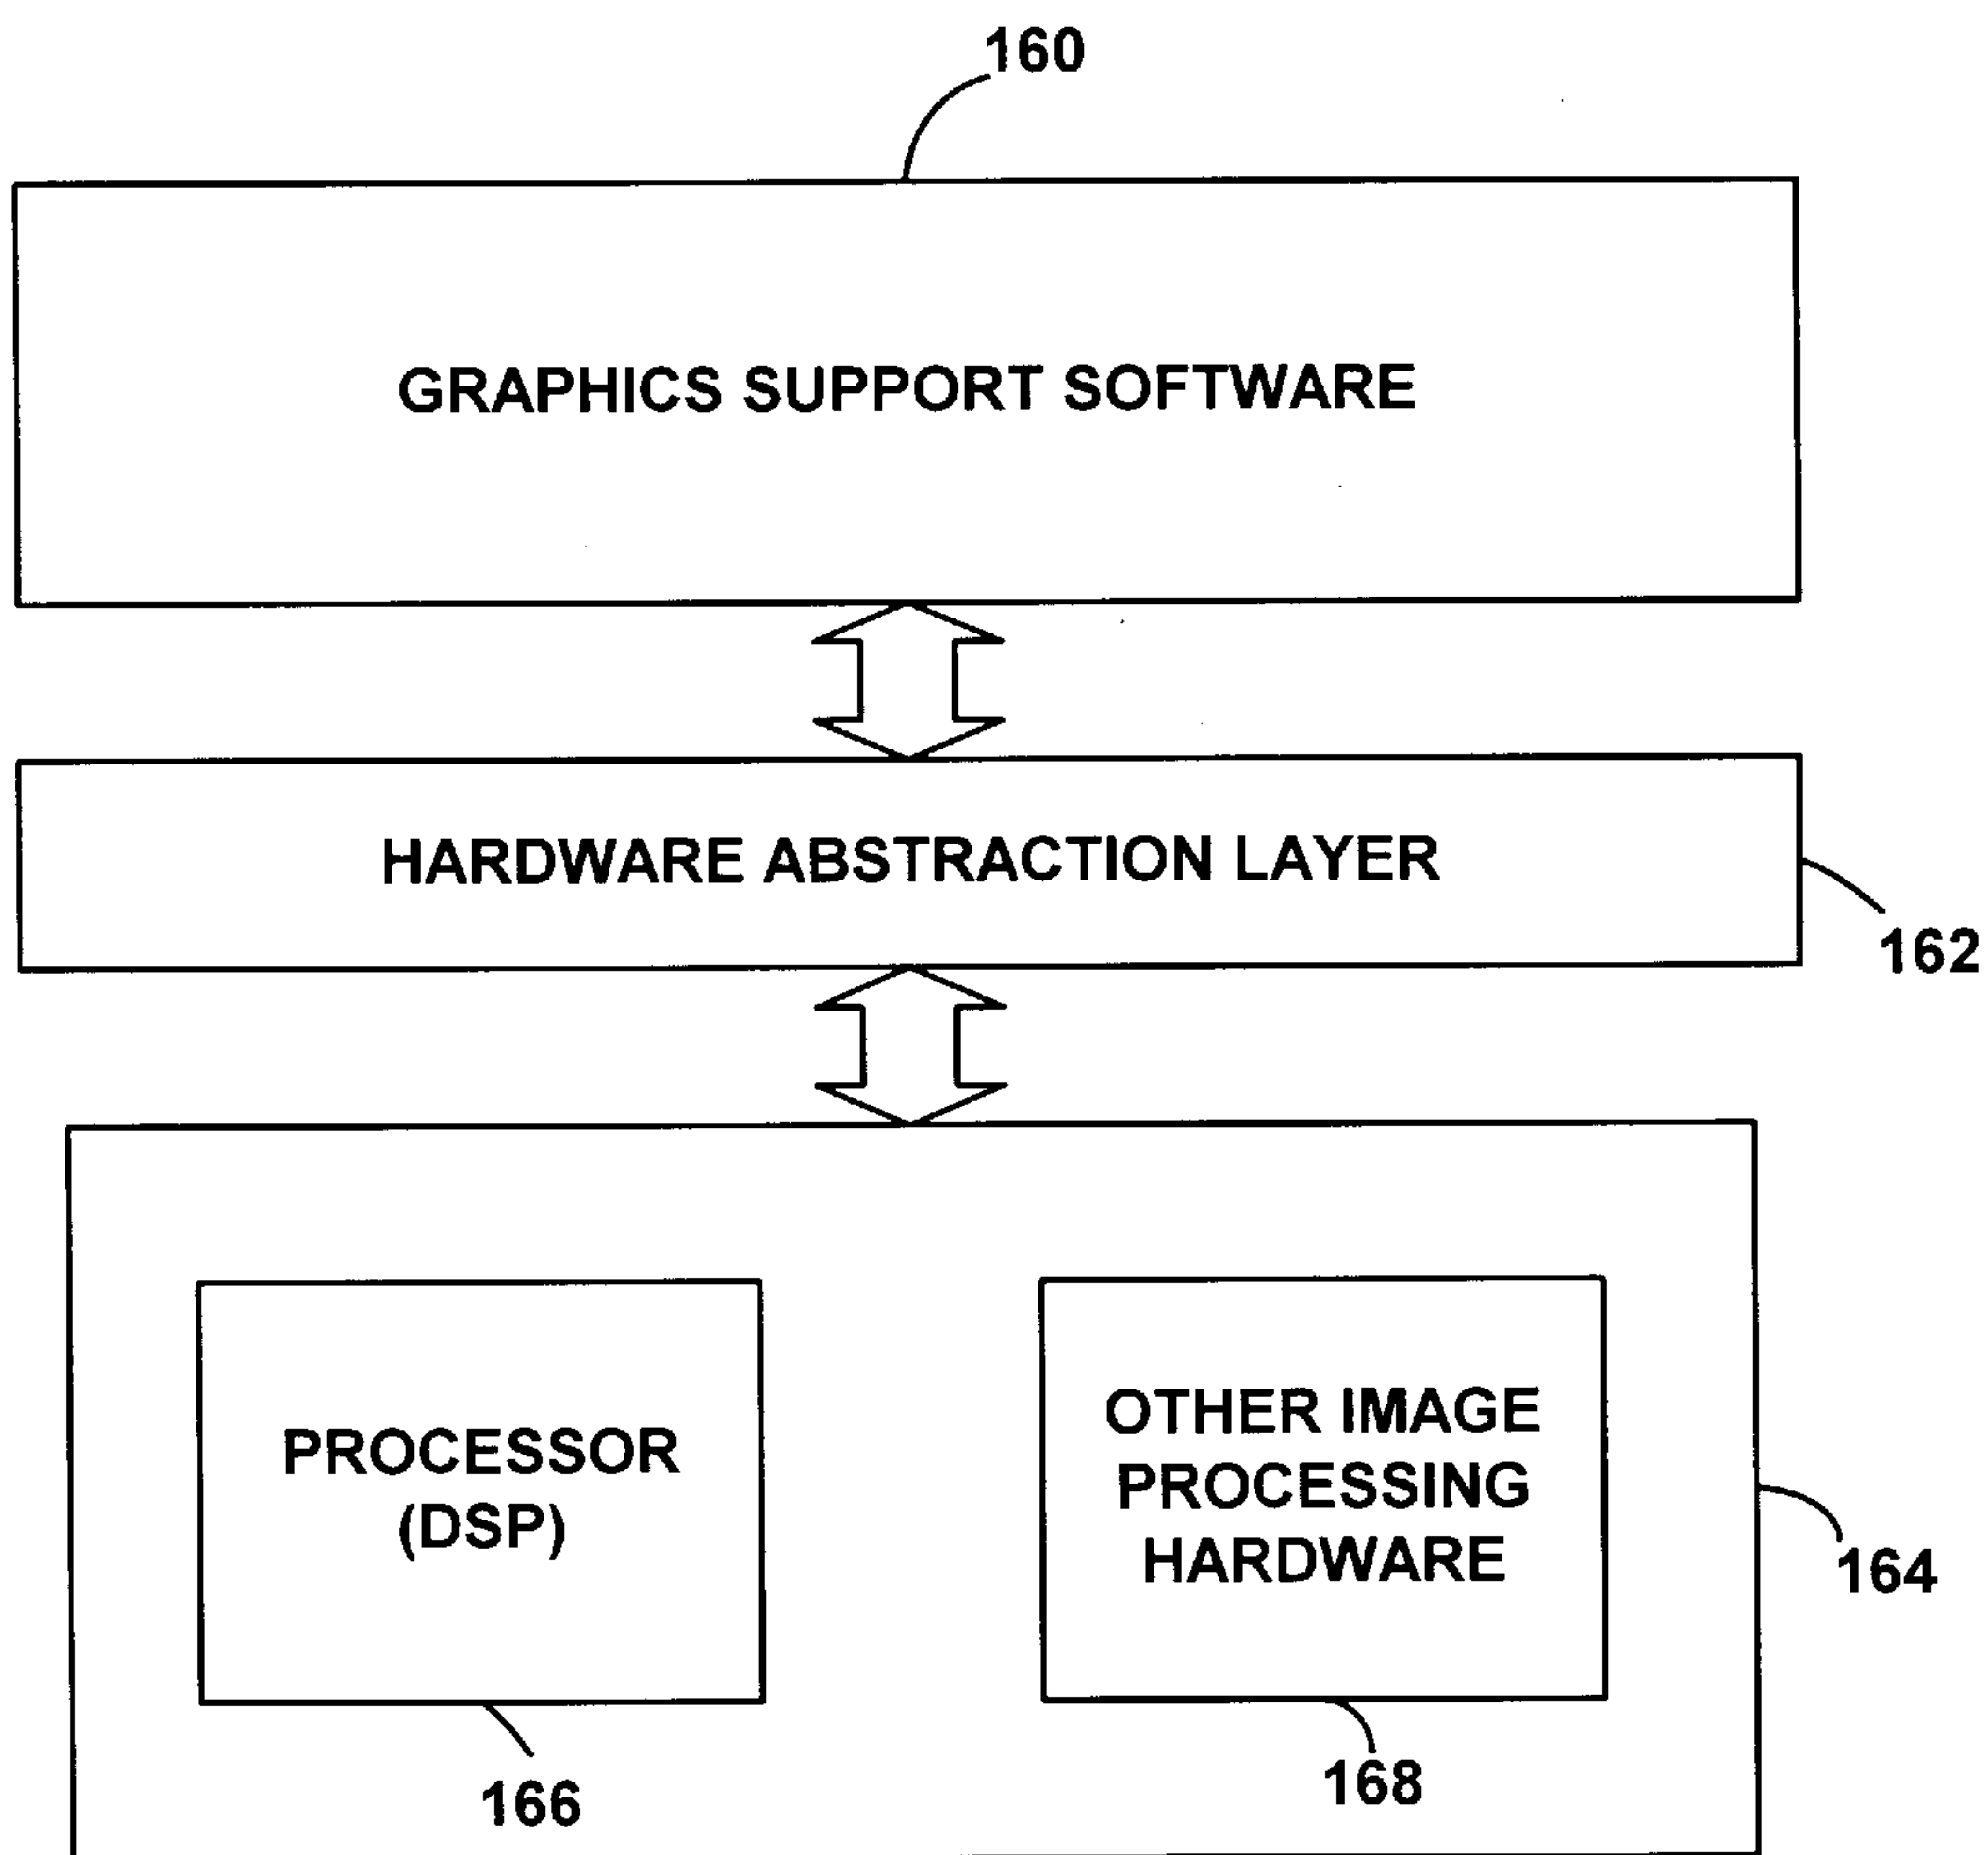 160
GRAPHICS SUPPORT SOFTWARE
HARDWARE ABSTRACTION LAYER
162
PROCESSOR
(DSP)
OTHER IMAGE
PROCESSING
HARDWARE
164
166
168